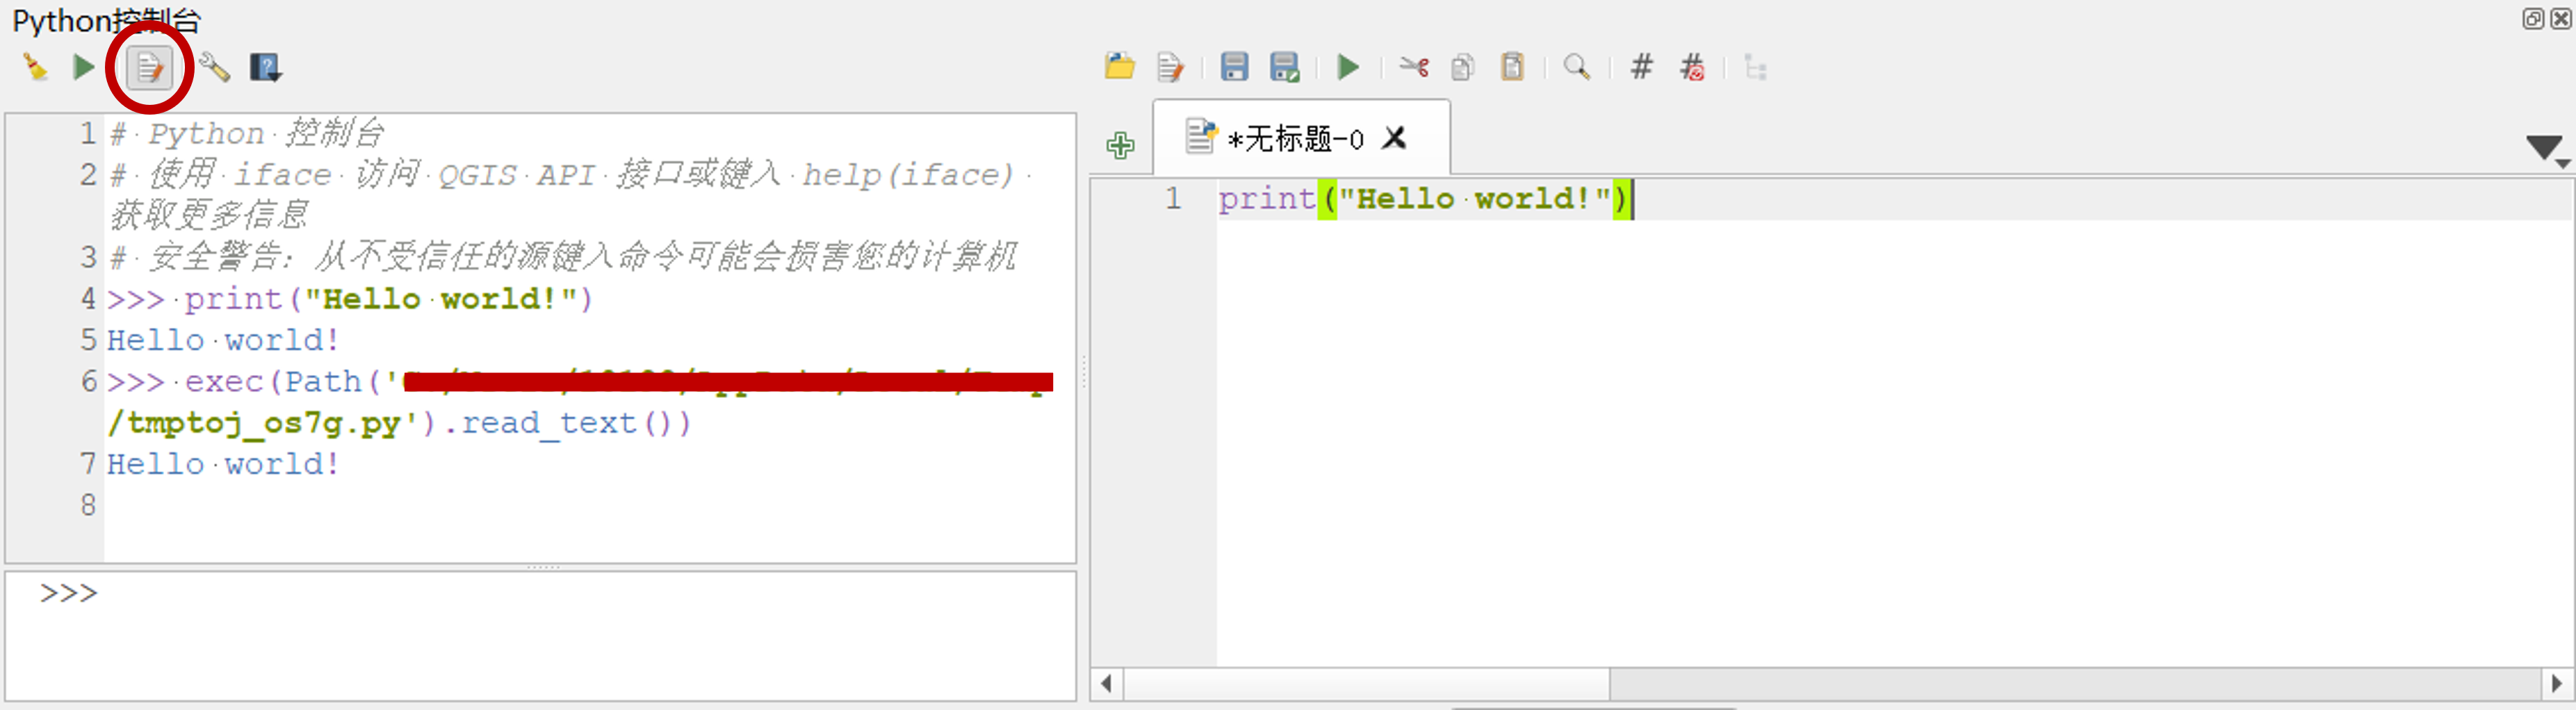 Python控制台
1 # Python 控制台
2 # 使用 iface 访问 QGIS API 接口或键入 help(iface)
获取更多信息
3 # 安全警告: 从不受信任的源键入命令可能会损害您的计算机
4 >>> print("Hello world!")
5 Hello world!
6 >>> exec(Path('
/tmptoj_os7g.py').read_text())
7 Hello world!
8
>>>
*无标题-0
1 print("Hello world!")